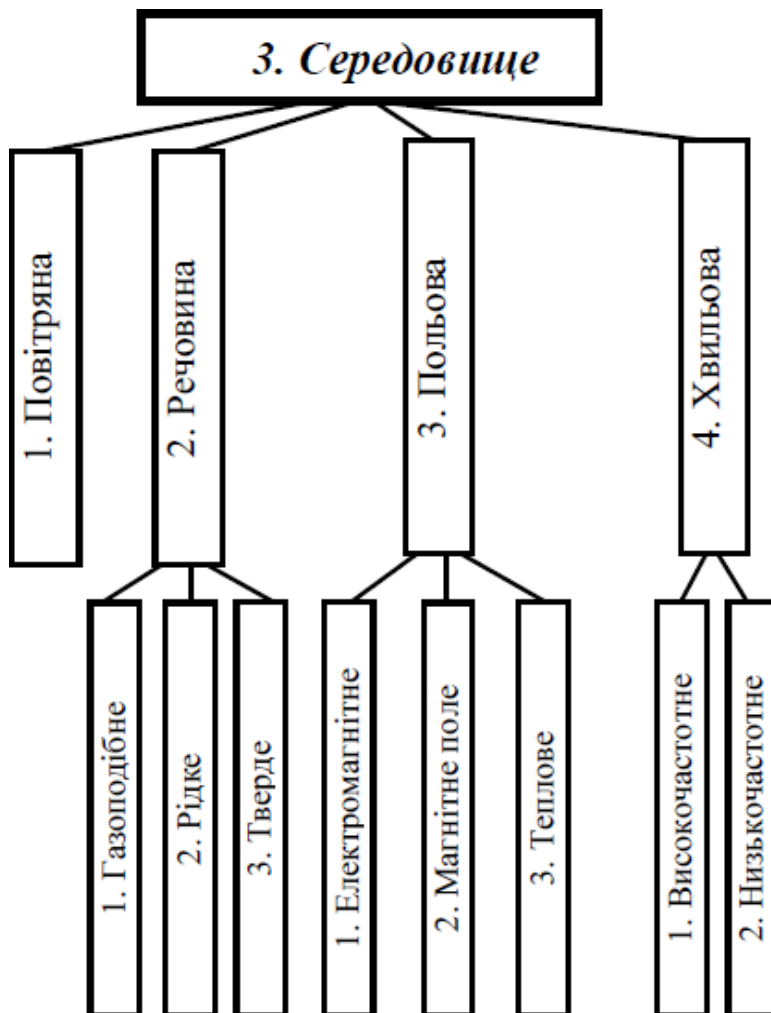 3. Середовище
1. Повітряна
2. Речовина
3. Польова
4. Хвильова
1. Газоподібне
2. Рідке
3. Тверде
1. Електромагнітне
2. Магнітне поле
3. Теплове
1. Високочастотне
2. Низькочастотне